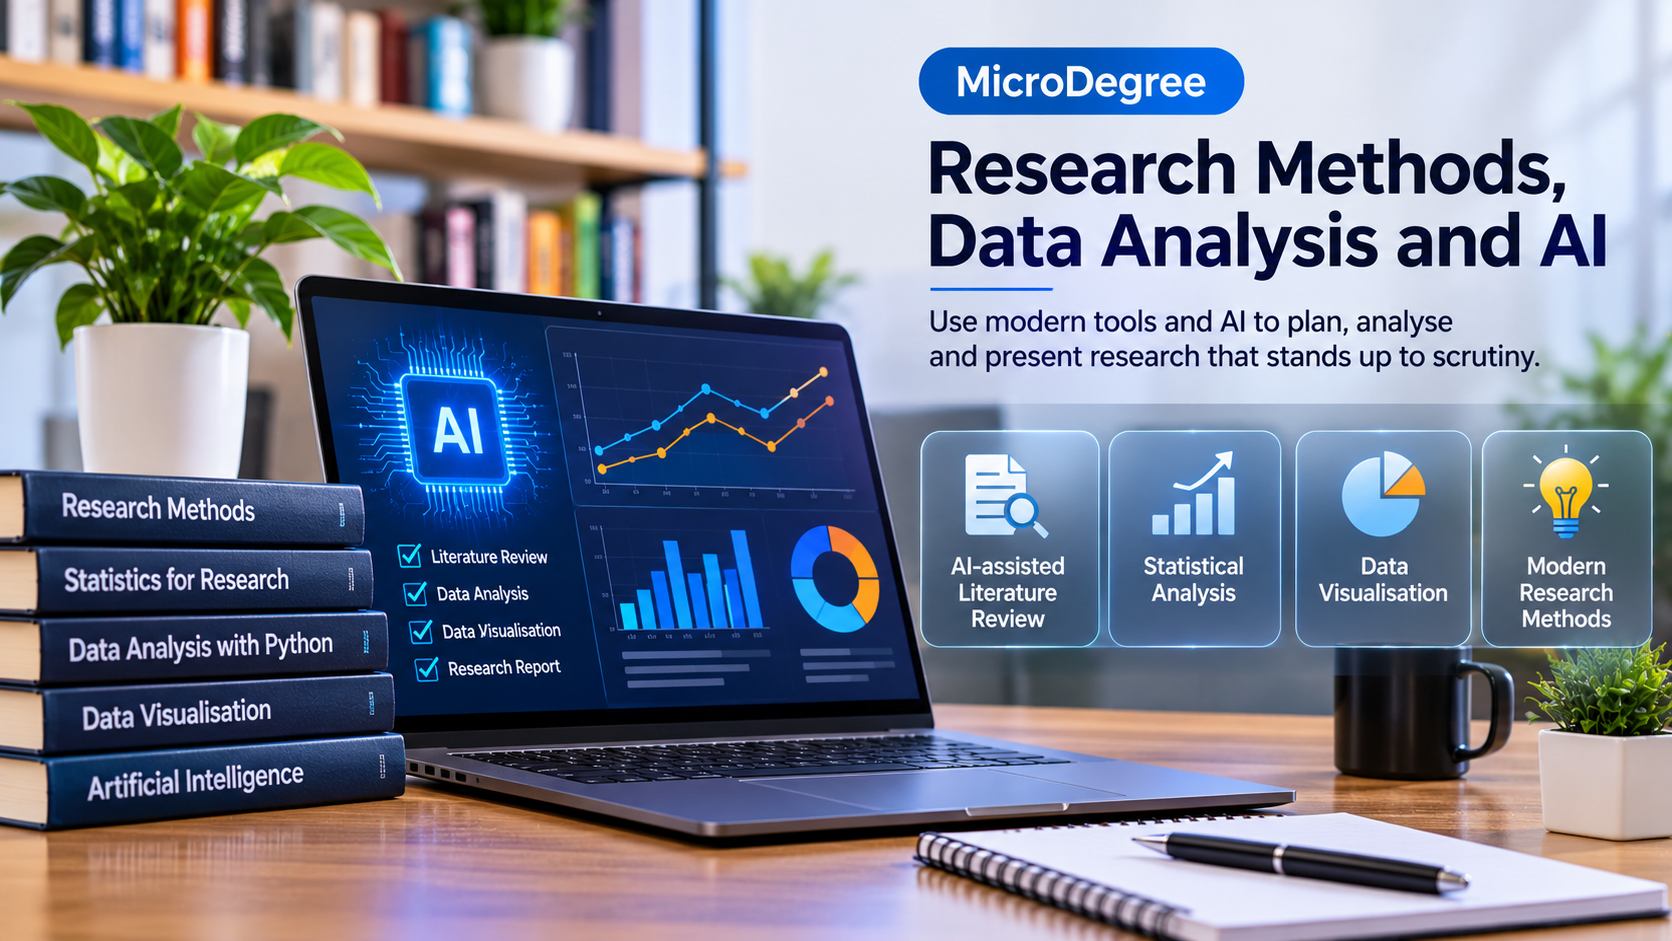 MicroDegree
Research Methods,
Data Analysis and AI
Use modern tools and AI to plan, analyse
and present research that stands up to scrutiny.
AI-assisted
Literature
Review
Statistical
Analysis
Data
Visualisation
Modern
Research
Methods
AI
Literature Review
Data Analysis
Data Visualisation
Research Report
Research Methods
Statistics for Research
Data Analysis with Python
Data Visualisation
Artificial Intelligence